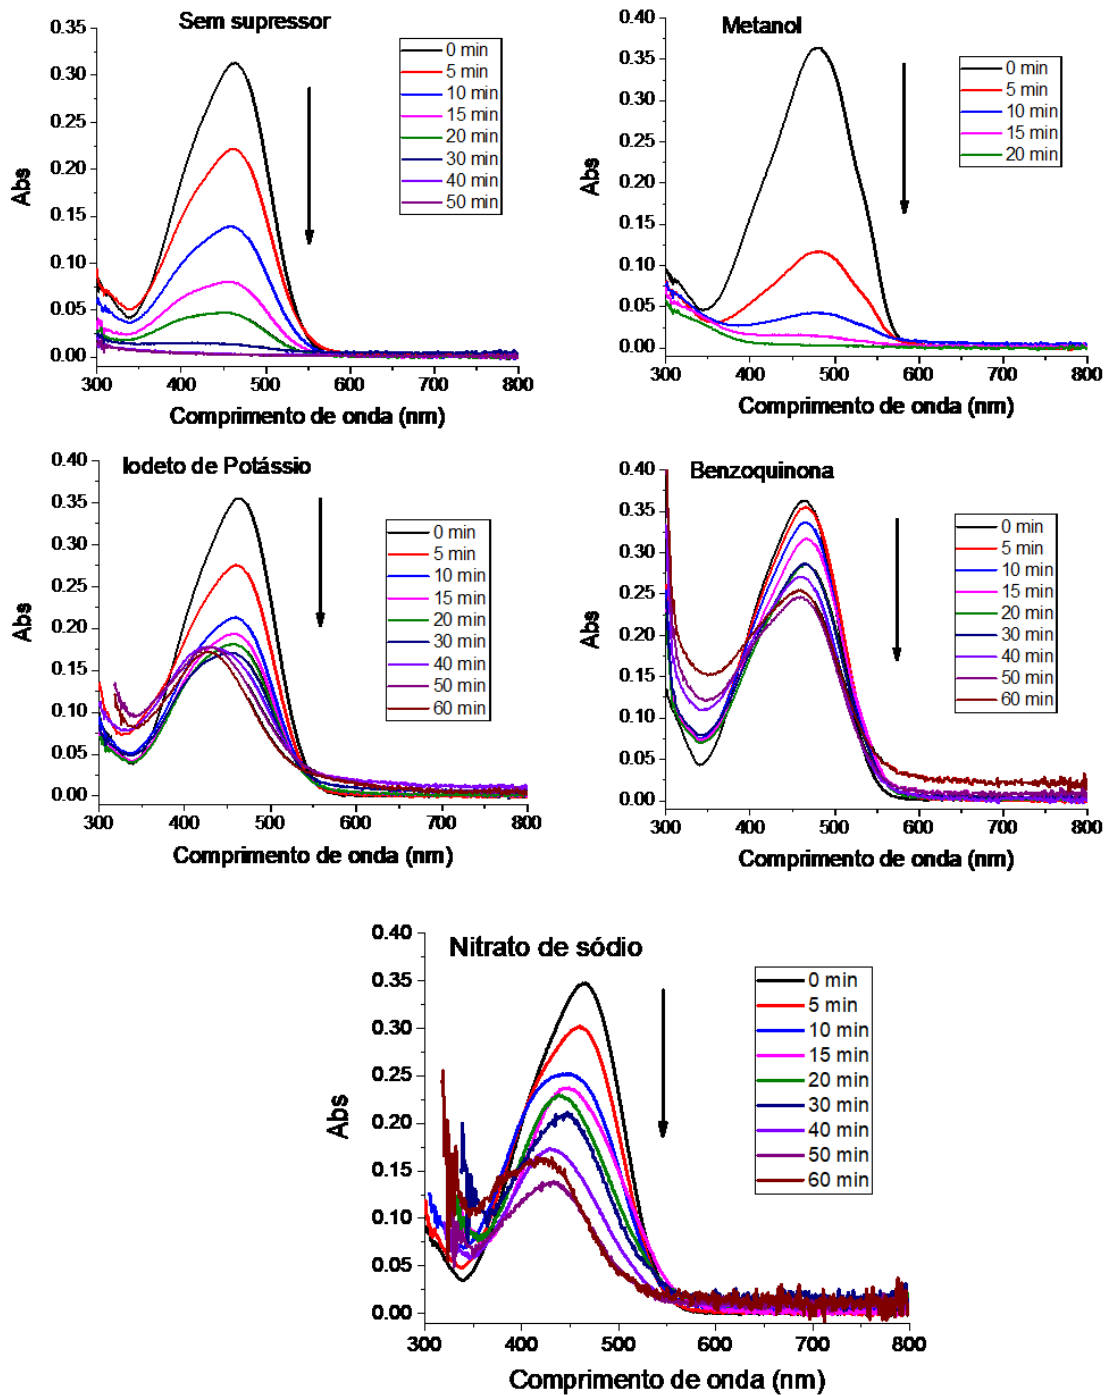 Sem supressor
0.35
0.30
0.25
0.20
0.15
0.10
0.05
0.00
Abs
300 400 500 600 700 800
Comprimento de onda (nm)
0 min
5 min
10 min
15 min
20 min
30 min
40 min
50 min
Metanol
0.40
0.35
0.30
0.25
0.20
0.15
0.10
0.05
0.00
Abs
300 400 500 600 700 800
Comprimento de onda (nm)
0 min
5 min
10 min
15 min
20 min
Iodeto de Potássio
0.40
0.35
0.30
0.25
0.20
0.15
0.10
0.05
0.00
Abs
300 400 500 600 700 800
Comprimento de onda (nm)
0 min
5 min
10 min
15 min
20 min
30 min
40 min
50 min
60 min
Benzoquinona
0.40
0.35
0.30
0.25
0.20
0.15
0.10
0.05
0.00
Abs
300 400 500 600 700 800
Comprimento de onda (nm)
0 min
5 min
10 min
15 min
20 min
30 min
40 min
50 min
60 min
Nitrato de sódio
0.40
0.35
0.30
0.25
0.20
0.15
0.10
0.05
0.00
Abs
300 400 500 600 700 800
Comprimento de onda (nm)
0 min
5 min
10 min
15 min
20 min
30 min
40 min
50 min
60 min